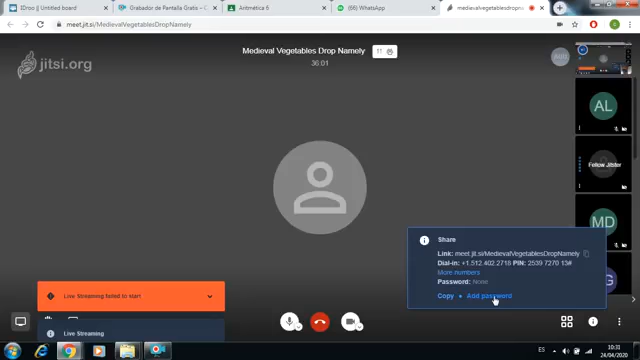 IDroo || Untitled board
Grabador de Pantalla Gratis –
Aritmética 6
(66) WhatsApp
medievalvegetablesdropn
meet.jit.si/MedievalVegetablesDropNamely
jitsi.org
Medieval Vegetables Drop Namely
11
36:01
AL
Fellow Jitster
MD
Share
Link: meet.jit.si/MedievalVegetablesDropNamely
Dial-in: +1.512.402.2718 PIN: 2539 7270 13#
More numbers
Password: None
Copy • Add password
Live Streaming failed to start
Live Streaming
ES
10:31
24/04/2020